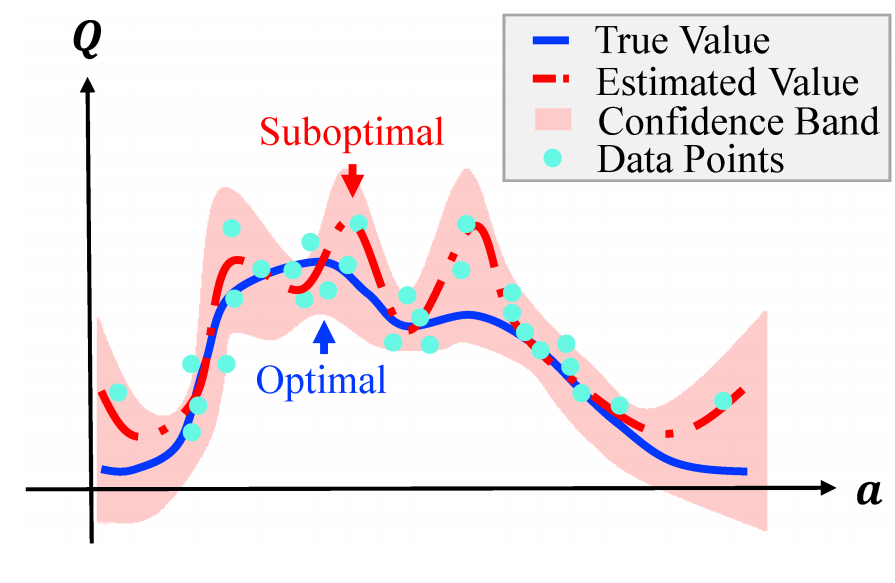 Q
True Value
Estimated Value
Confidence Band
Data Points
Suboptimal
Optimal
a